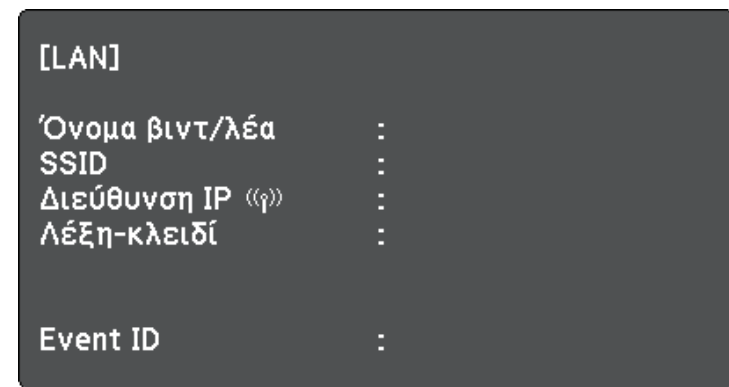 [LAN]
Όνομα βιντ/λέα :
SSID :
Διεύθυνση IP :
Λέξη-κλειδί :
Event ID :